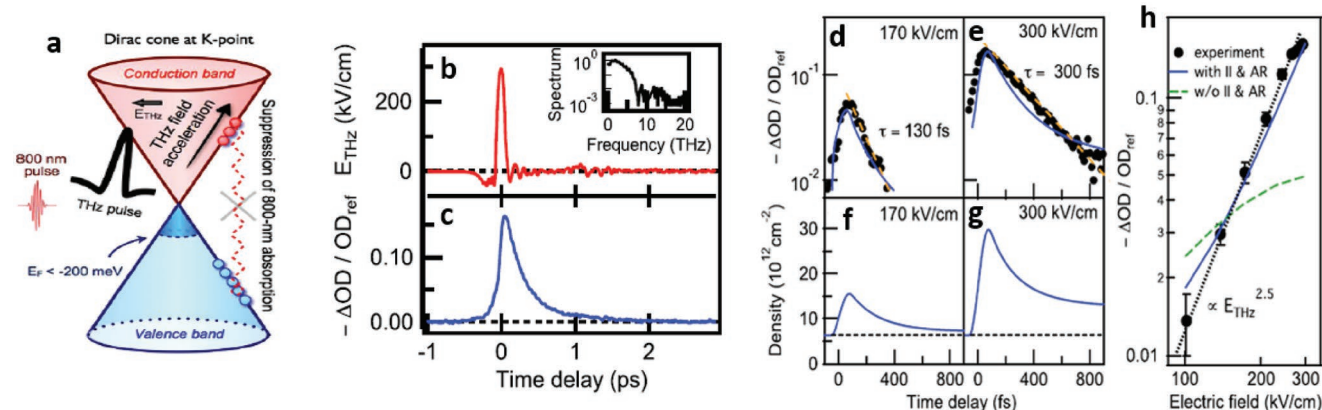 a
Dirac cone at K-point
Conduction band
E_THz
THz field
acceleration
800 nm
pulse
THz pulse
Suppression of 800-nm absorption
E_F < -200 meV
Valence band
b
E_THz (kV/cm)
200
0
Spectrum
10^0
10^-3
0 10 20
Frequency (THz)
c
- ΔOD / OD_ref
0.10
0.00
-1 0 1 2
Time delay (ps)
d
170 kV/cm
e
300 kV/cm
- ΔOD / OD_ref
10^-1
10^-2
τ = 130 fs
τ = 300 fs
f
170 kV/cm
g
300 kV/cm
Density (10^12 cm^-2)
30
25
20
15
10
5
0
0 400 800
0 400 800
Time delay (fs)
h
experiment
with II & AR
w/o II & AR
- ΔOD / OD_ref
0.1
9
8
7
6
5
4
3
2
0.01
∝ E_THz^2.5
100 200 300
Electric field (kV/cm)